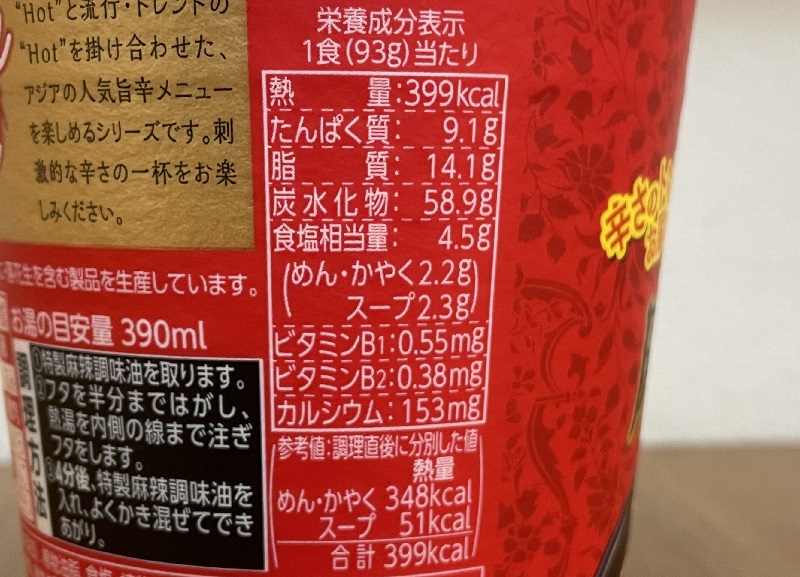 "Hot"と流行・トレンドの
"Hot"を掛け合わせた、
アジアの人気旨辛メニュー
を楽しめるシリーズです。刺
激的な辛さの一杯をお楽
しみください。
花生を含む製品を生産しています。
お湯の目安量 390ml
調理方法
①特製麻辣調味油を取ります。
フタを半分まではがし、
熱湯を内側の線まで注ぎ
フタをします。
③4分後、特製麻辣調味油を
入れ、よくかき混ぜてでき
あがり。
栄養成分表示
1食(93g)当たり
熱量:399kcal
たんぱく質: 9.1g
脂質: 14.1g
炭水化物: 58.9g
食塩相当量: 4.5g
(めん・かやく2.2g
スープ2.3g)
ビタミンB1:0.55mg
ビタミンB2:0.38mg
カルシウム:153mg
参考値:調理直後に分別した値
熱量
めん・かやく 348kcal
スープ 51kcal
合計 399kcal
辛さの